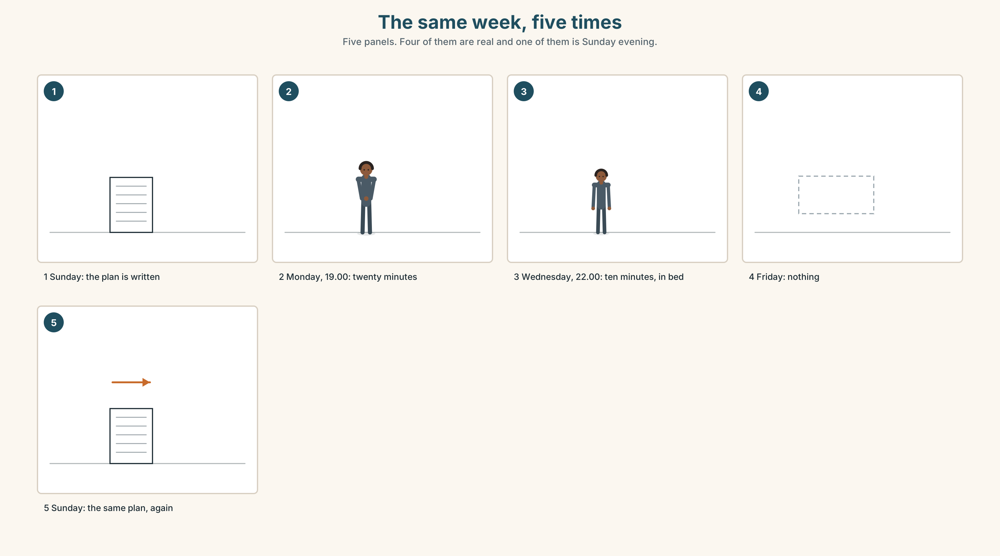 The same week, five times
Five panels. Four of them are real and one of them is Sunday evening.
1
2
3
4
1 Sunday: the plan is written
2 Monday, 19.00: twenty minutes
3 Wednesday, 22.00: ten minutes, in bed
4 Friday: nothing
5
5 Sunday: the same plan, again